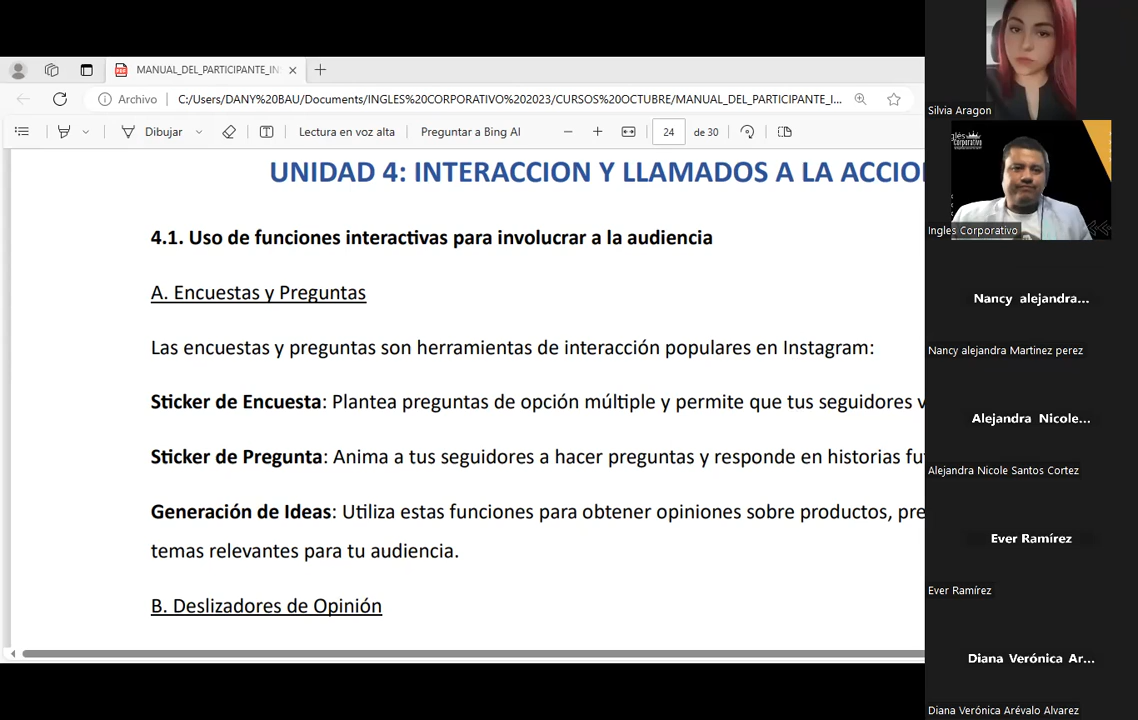 MANUAL_DEL_PARTICIPANTE_IN
Archivo
C:/Users/DANY%20BAU/Documents/INGLES%20CORPORATIVO%202023/CURSOS%20OCTUBRE/MANUAL_DEL_PARTICIPANTE_I...
Dibujar
Lectura en voz alta
Preguntar a Bing AI
24
de 30
UNIDAD 4: INTERACCION Y LLAMADOS A LA ACCIO
4.1. Uso de funciones interactivas para involucrar a la audiencia
A. Encuestas y Preguntas
Las encuestas y preguntas son herramientas de interacción populares en Instagram:
Sticker de Encuesta: Plantea preguntas de opción múltiple y permite que tus seguidores v
Sticker de Pregunta: Anima a tus seguidores a hacer preguntas y responde en historias fu
Generación de Ideas: Utiliza estas funciones para obtener opiniones sobre productos, pre
temas relevantes para tu audiencia.
B. Deslizadores de Opinión
Silvia Aragon
Corporativo
Ingles Corporativo
Nancy alejandra...
Nancy alejandra Martinez perez
Alejandra Nicole...
Alejandra Nicole Santos Cortez
Ever Ramírez
Ever Ramírez
Diana Verónica Ar...
Diana Verónica Arévalo Alvarez